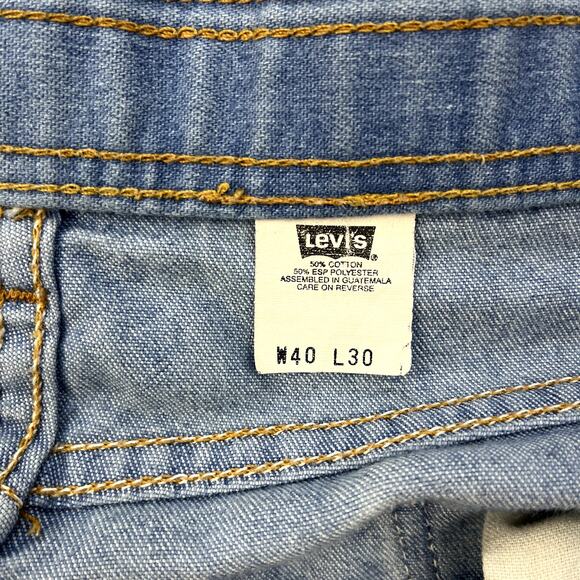 Levi's ®
50% COTTON
50% ESP POLYESTER
ASSEMBLED IN GUATEMALA
CARE ON REVERSE
W40 L30